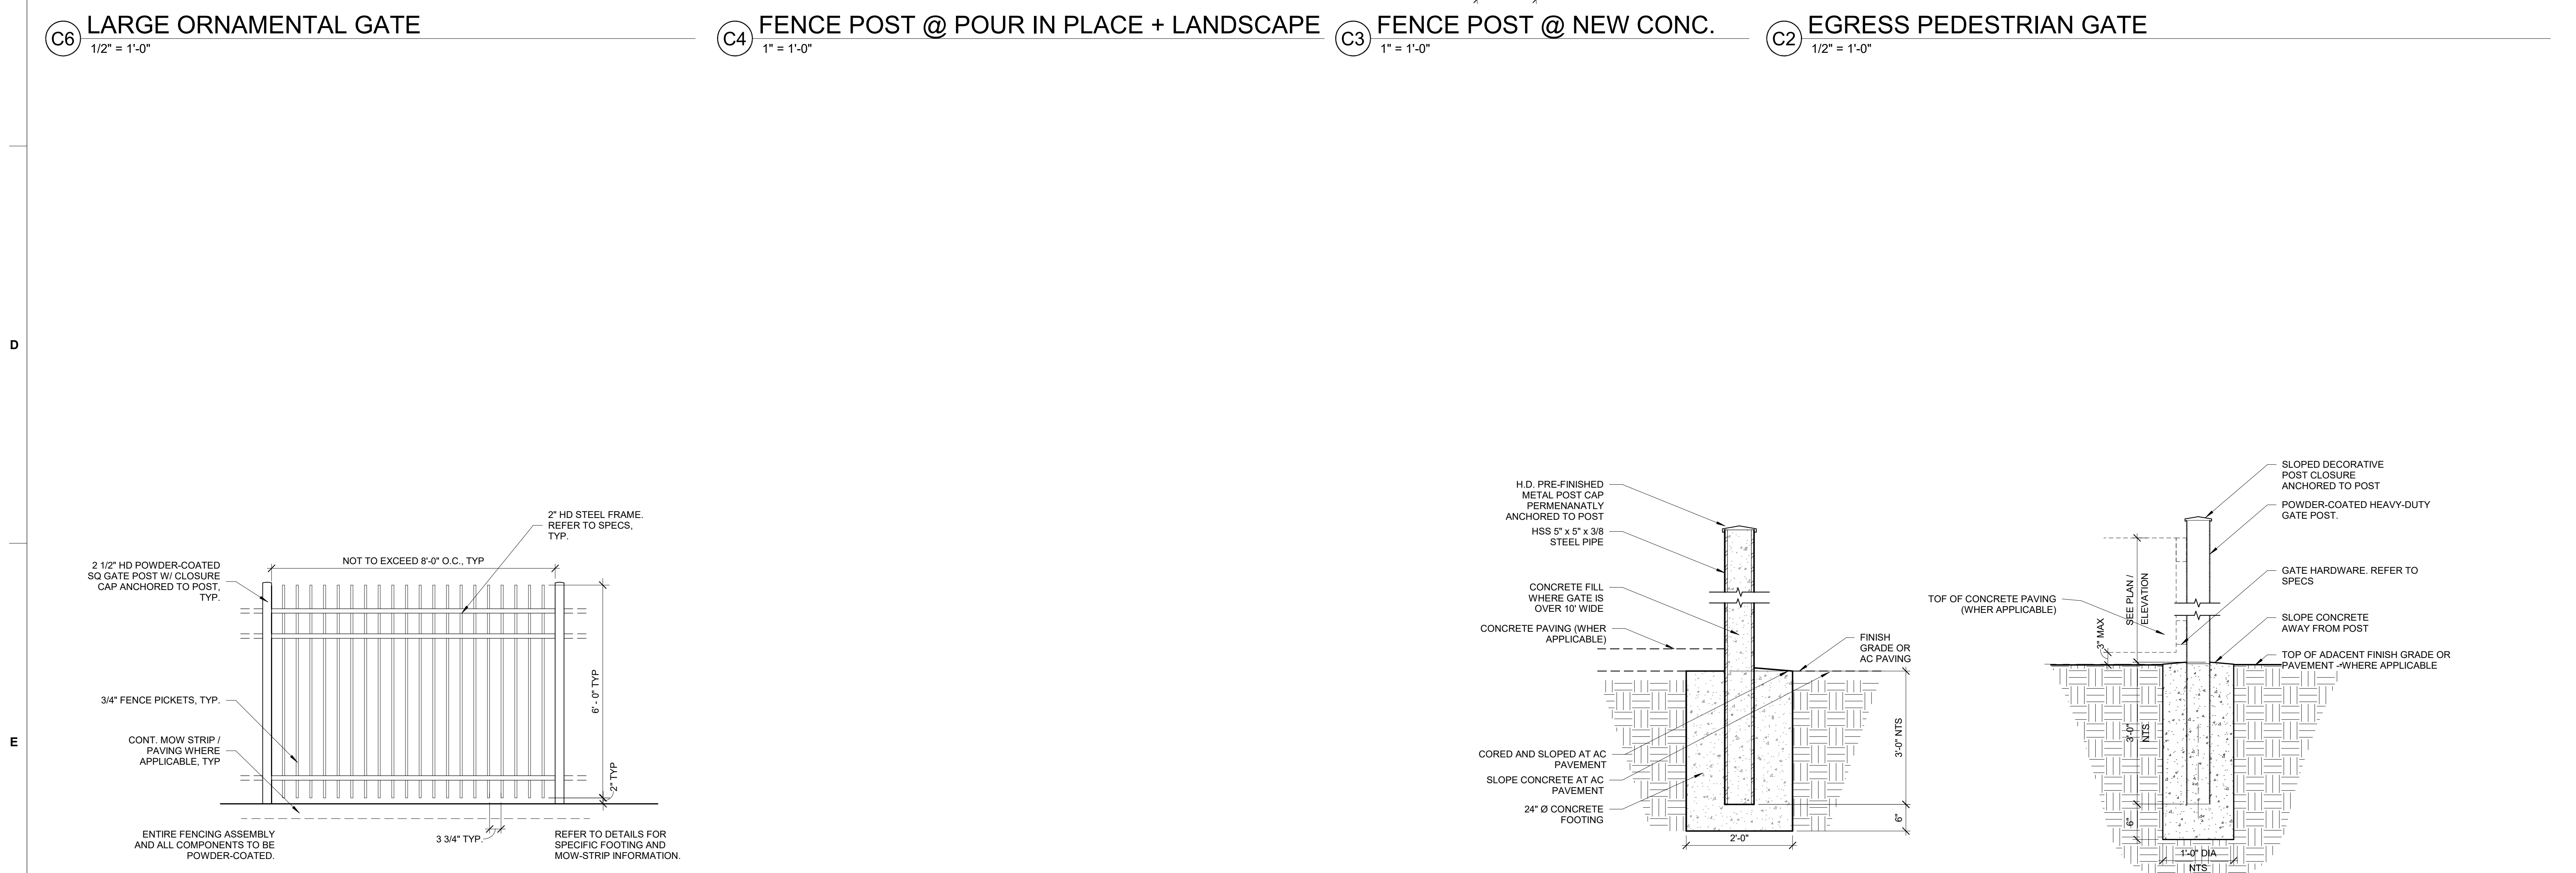 C6
LARGE ORNAMENTAL GATE
1/2" = 1'-0"
C4
FENCE POST @ POUR IN PLACE + LANDSCAPE
1" = 1'-0"
C3
FENCE POST @ NEW CONC.
1" = 1'-0"
C2
EGRESS PEDESTRIAN GATE
1/2" = 1'-0"
D
E
2" HD STEEL FRAME.
REFER TO SPECS,
TYP.
NOT TO EXCEED 8'-0" O.C., TYP
2 1/2" HD POWDER-COATED
SQ GATE POST W/ CLOSURE
CAP ANCHORED TO POST,
TYP.
3/4" FENCE PICKETS, TYP.
CONT. MOW STRIP /
PAVING WHERE
APPLICABLE, TYP
6' - 0" TYP
2" TYP
3 3/4" TYP.
ENTIRE FENCING ASSEMBLY
AND ALL COMPONENTS TO BE
POWDER-COATED.
REFER TO DETAILS FOR
SPECIFIC FOOTING AND
MOW-STRIP INFORMATION.
H.D. PRE-FINISHED
METAL POST CAP
PERMENANATLY
ANCHORED TO POST
HSS 5" x 5" x 3/8
STEEL PIPE
CONCRETE FILL
WHERE GATE IS
OVER 10' WIDE
CONCRETE PAVING (WHER
APPLICABLE)
FINISH
GRADE OR
AC PAVING
CORED AND SLOPED AT AC
PAVEMENT
SLOPE CONCRETE AT AC
PAVEMENT
24" Ø CONCRETE
FOOTING
3'-0" NTS
6"
2'-0"
SLOPED DECORATIVE
POST CLOSURE
ANCHORED TO POST
POWDER-COATED HEAVY-DUTY
GATE POST.
GATE HARDWARE. REFER TO
SPECS
SLOPE CONCRETE
AWAY FROM POST
TOP OF ADACENT FINISH GRADE OR
PAVEMENT - WHERE APPLICABLE
TOF OF CONCRETE PAVING
(WHER APPLICABLE)
SEE PLAN /
ELEVATION
3" MAX
3'-0"
NTS
6"
1'-0" DIA
NTS